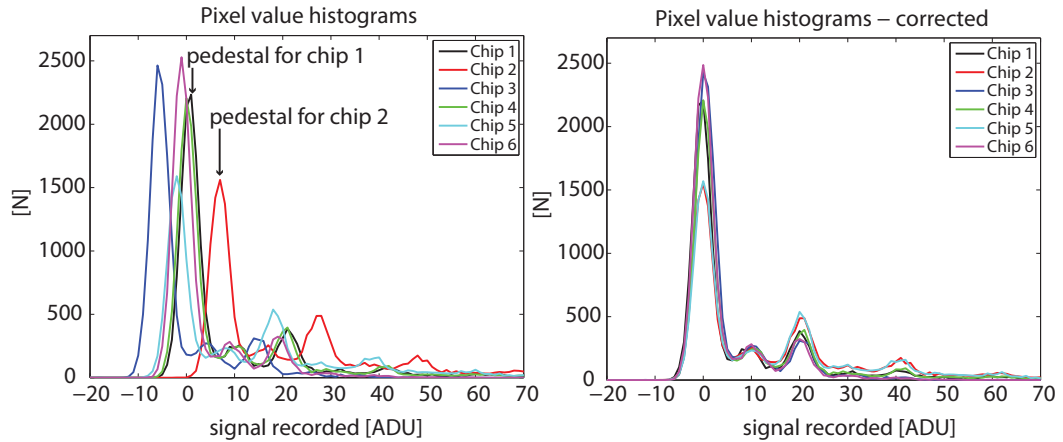 Pixel value histograms
pedestal for chip 1
pedestal for chip 2
Chip 1
Chip 2
Chip 3
Chip 4
Chip 5
Chip 6
2500
2000
1500
1000
500
0
[N]
−20 −10 0 10 20 30 40 50 60 70
signal recorded [ADU]
Pixel value histograms – corrected
Chip 1
Chip 2
Chip 3
Chip 4
Chip 5
Chip 6
2500
2000
1500
1000
500
0
[N]
−20 −10 0 10 20 30 40 50 60 70
signal recorded [ADU]